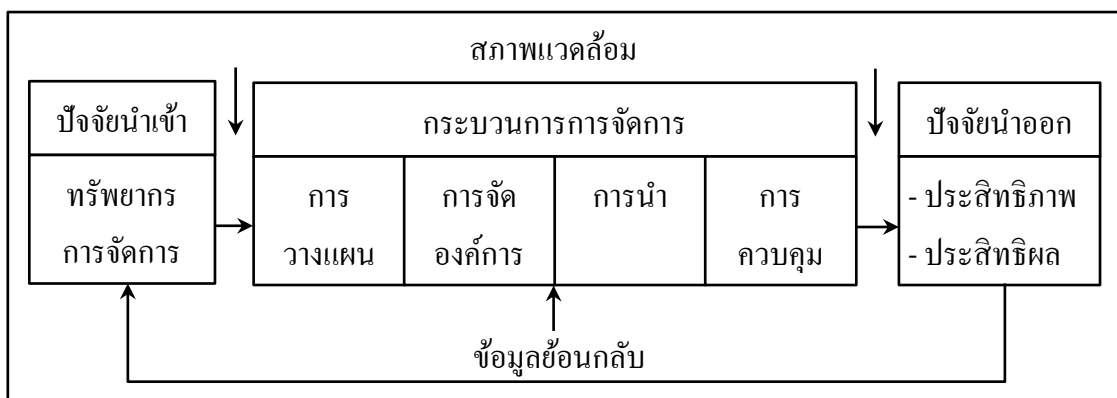 สภาพแวดล้อม
ปัจจัยนำเข้า
กระบวนการการจัดการ
ปัจจัยนำออก
ทรัพยากร
การจัดการ
การ
วางแผน
การจัด
องค์การ
การนำ
การ
ควบคุม
- ประสิทธิภาพ
- ประสิทธิผล
ข้อมูลย้อนกลับ